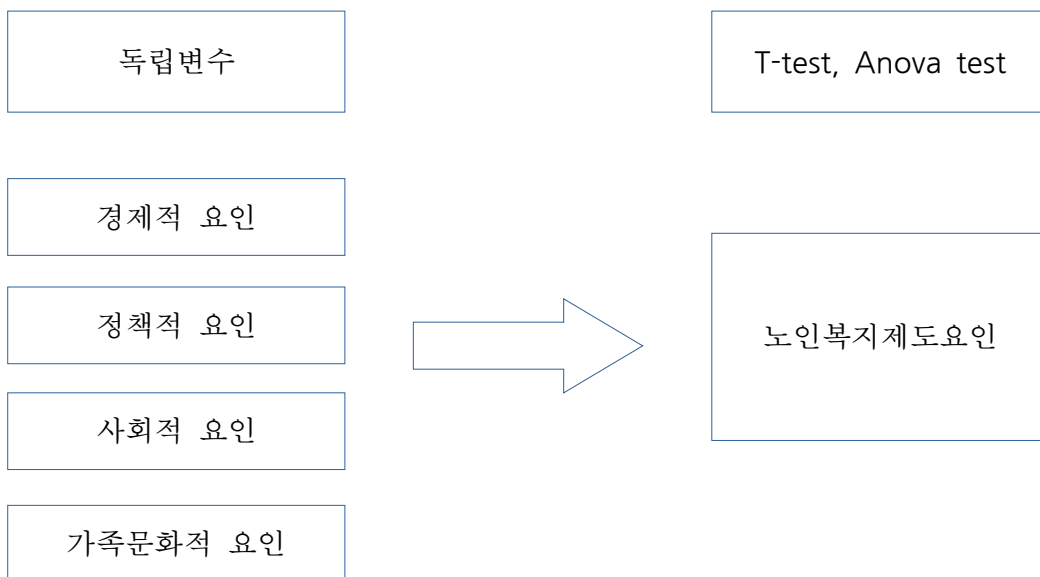 독립변수
T-test, Anova test
경제적 요인
정책적 요인
사회적 요인
가족문화적 요인
노인복지제도요인